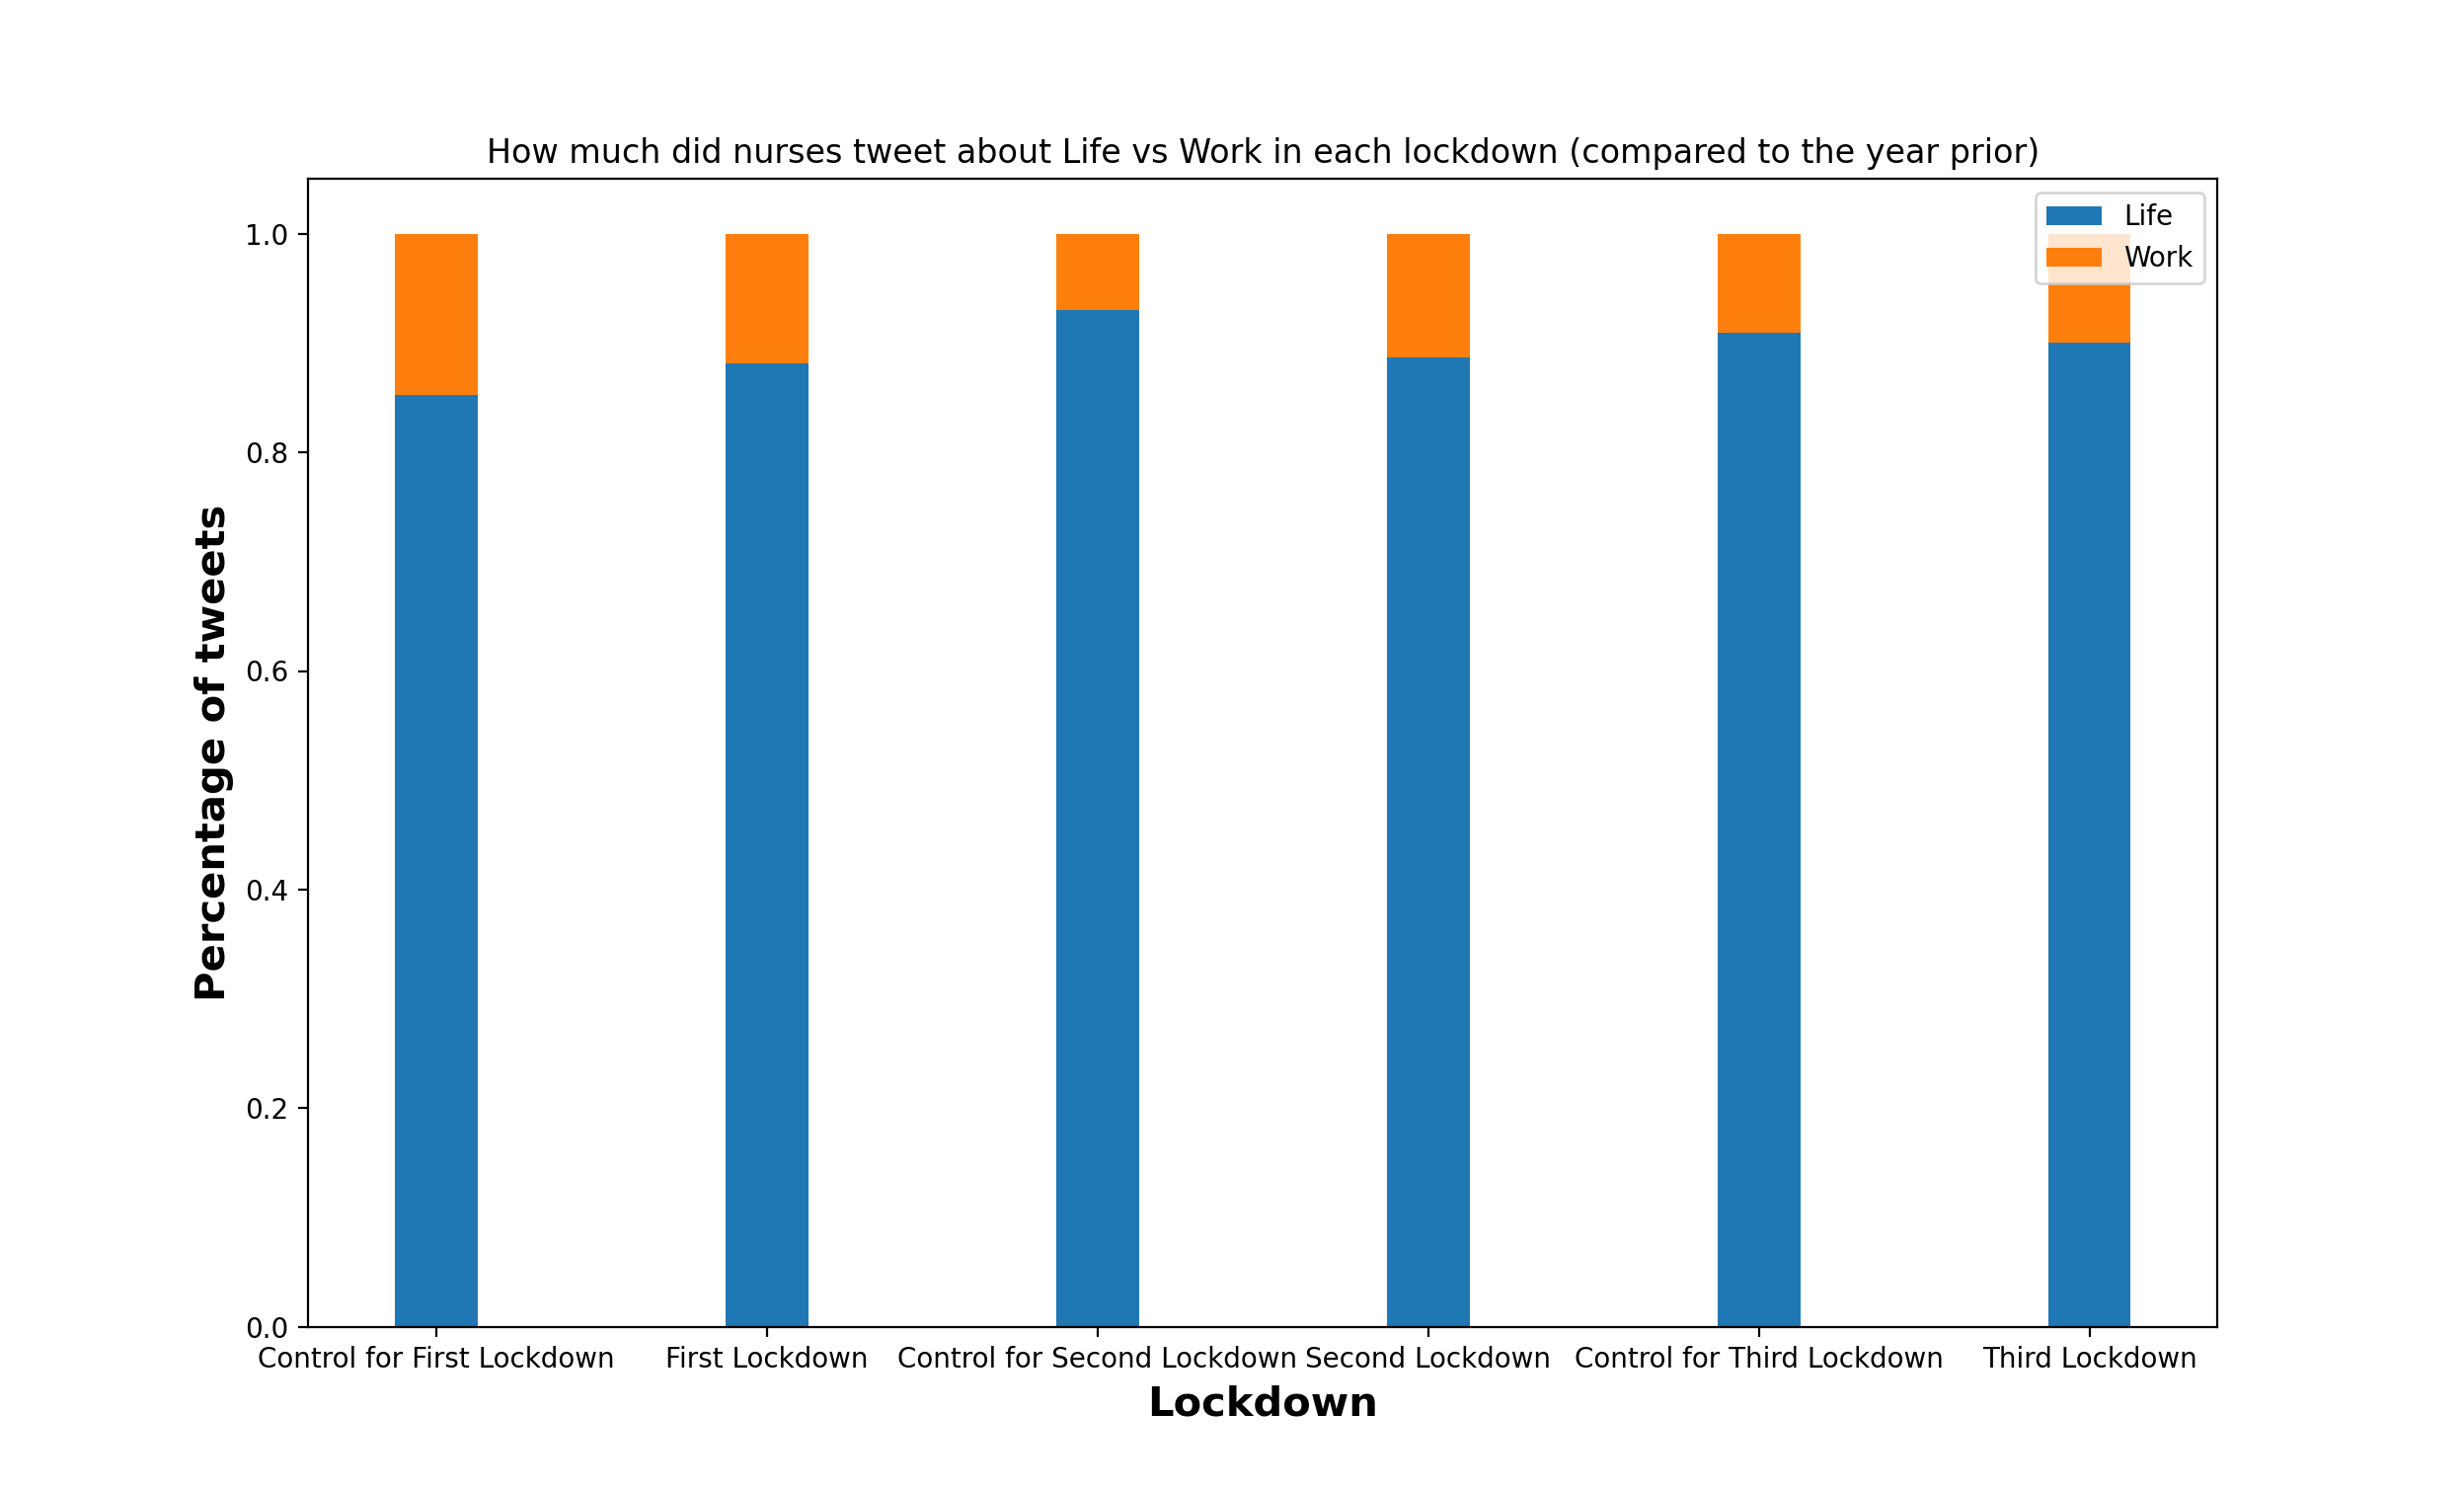 How much did nurses tweet about Life vs Work in each lockdown (compared to the year prior)
Life
Work
1.0
0.8
0.6
0.4
0.2
0.0
Percentage of tweets
Control for First Lockdown
First Lockdown
Control for Second Lockdown
Second Lockdown
Control for Third Lockdown
Third Lockdown
Lockdown